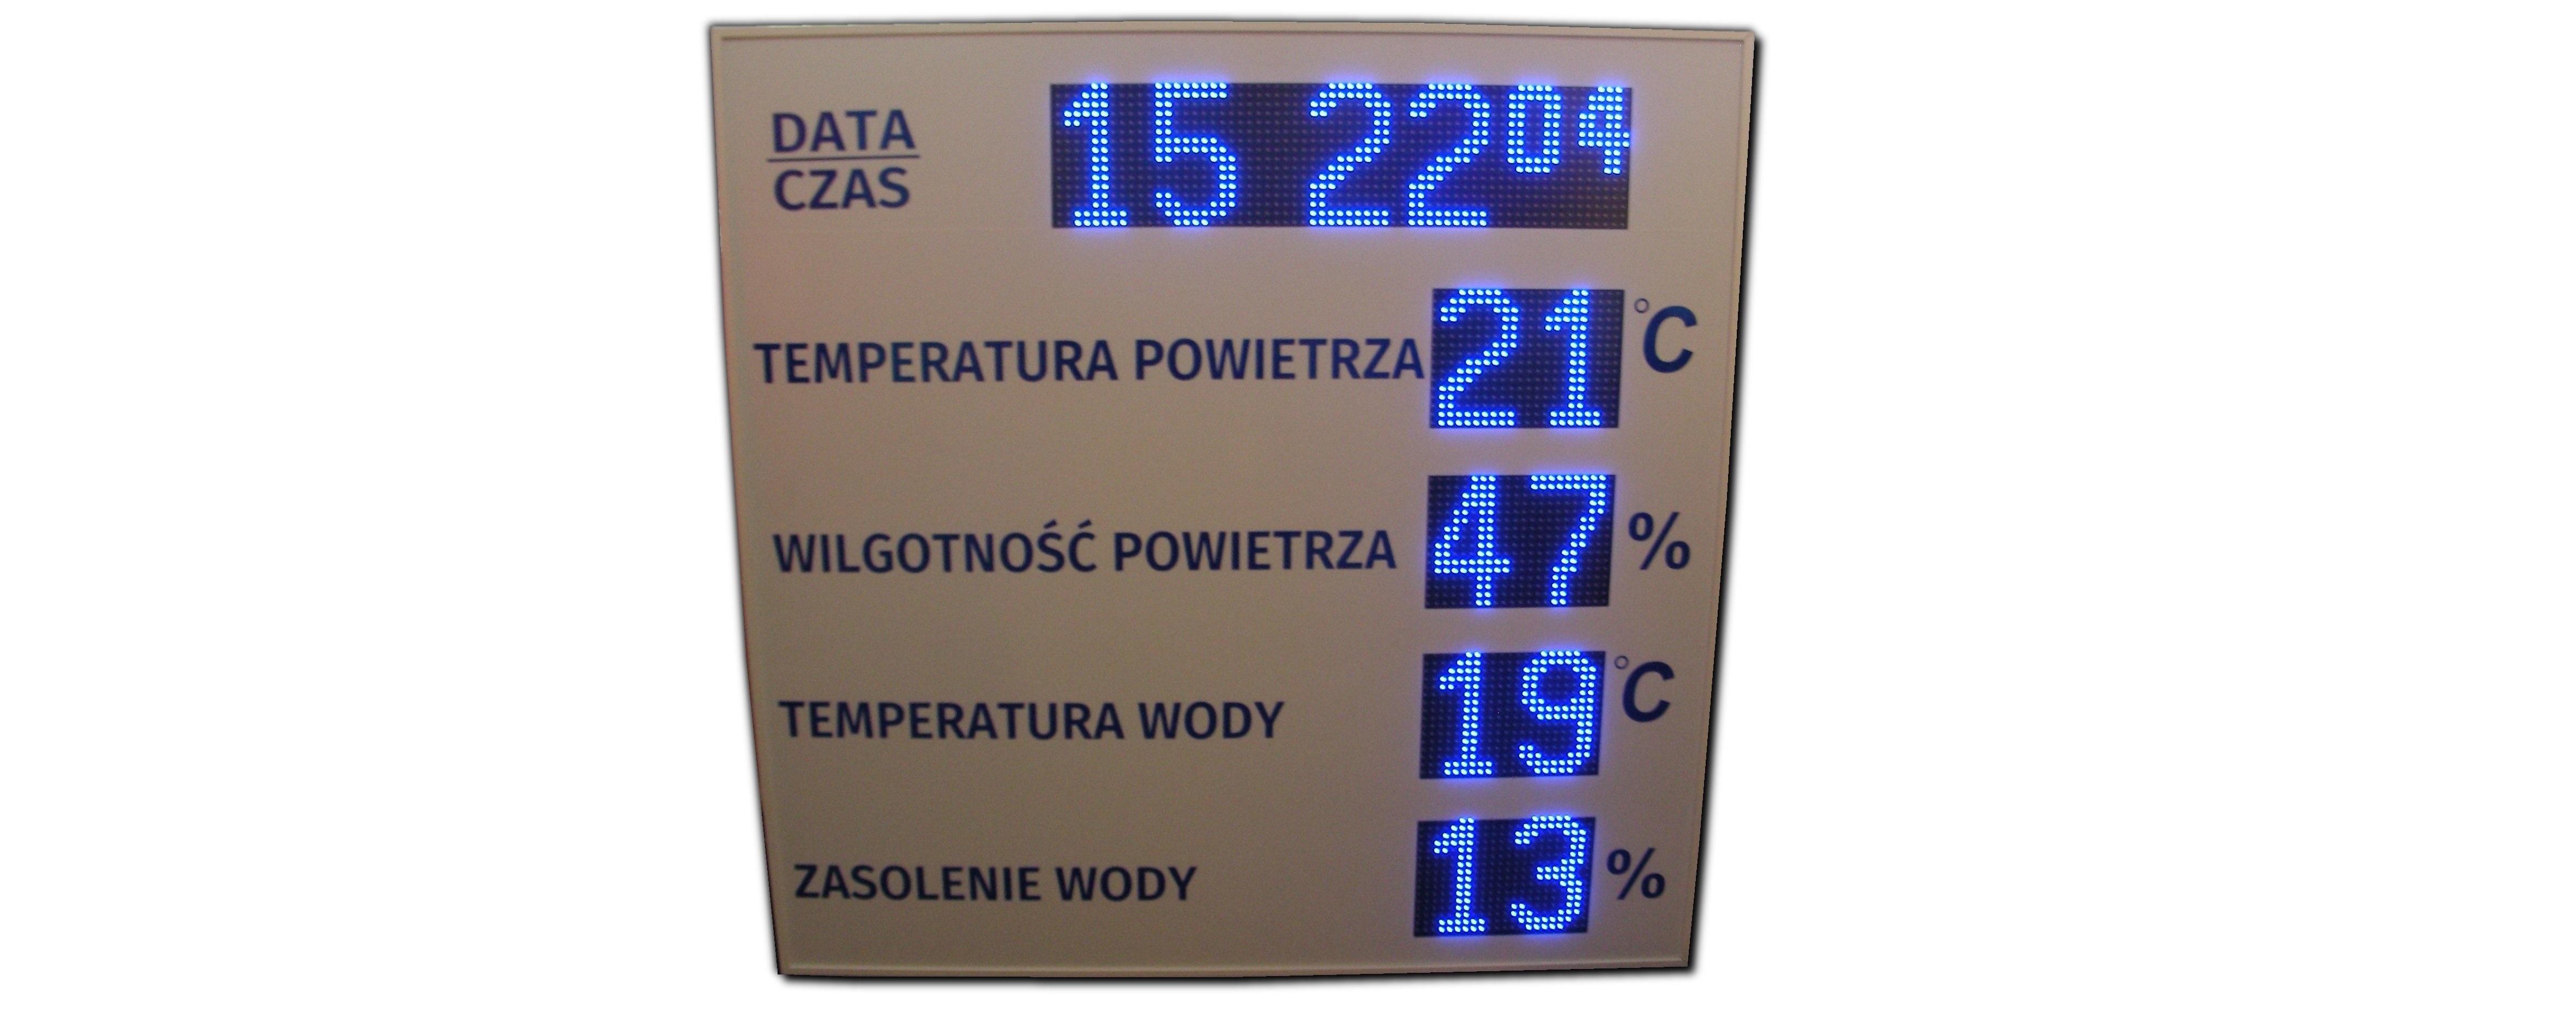 DATA
CZAS
15 22 04
TEMPERATURA POWIETRZA 21 °C
WILGOTNOŚĆ POWIETRZA 47 %
TEMPERATURA WODY 19 °C
ZASOLENIE WODY 13 %